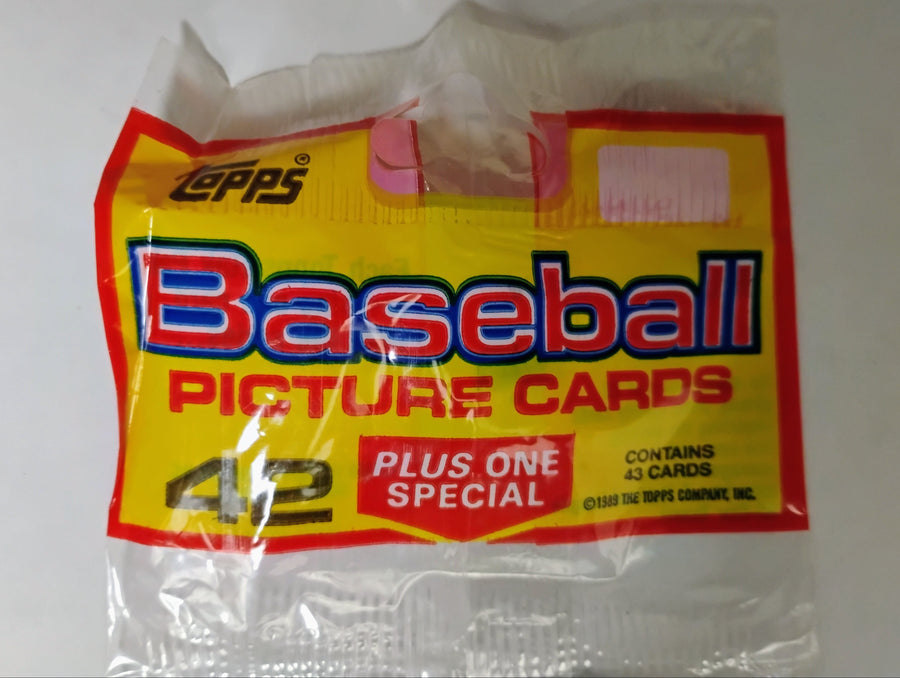 Topps®
Baseball
PICTURE CARDS
42
PLUS ONE
SPECIAL
CONTAINS
43 CARDS
©1989 THE TOPPS COMPANY, INC.